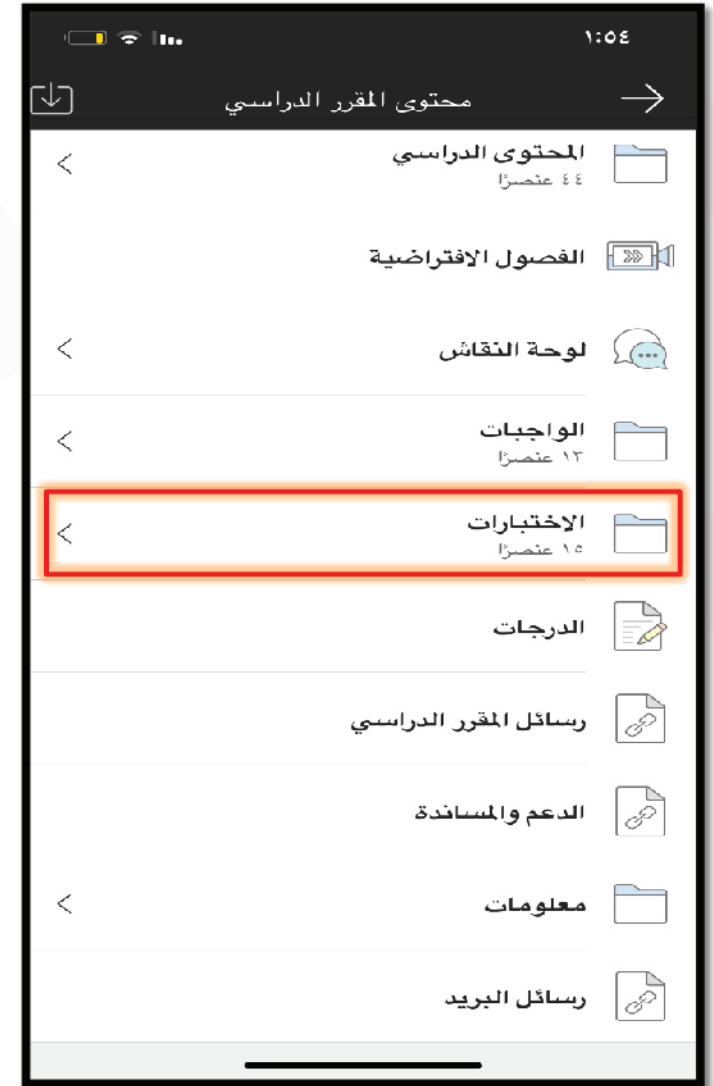 ١:٥٤
محتوى المقرر الدراسي
المحتوى الدراسي
٤٤ عنصرًا
الفصول الافتراضية
لوحة النقاش
الواجبات
١٣ عنصرًا
الاختبارات
١٥ عنصرًا
الدرجات
رسائل المقرر الدراسي
الدعم والمساندة
معلومات
رسائل البريد